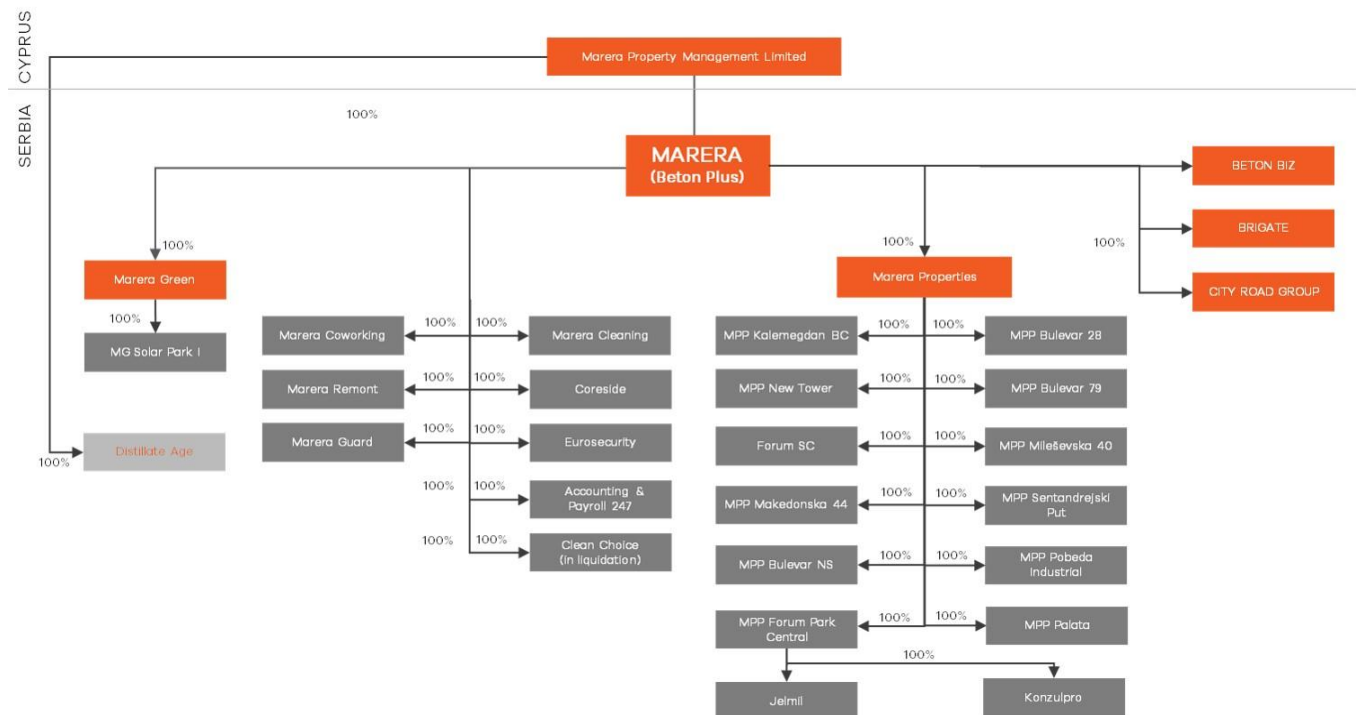 CYPRUS
Marera Property Management Limited
SERBIA
100%
MARERA
(Beton Plus)
BETON BIZ
BRIGATE
100%
CITY ROAD GROUP
100%
Marera Green
100%
MG Solar Park I
100%
Distillate Age
Marera Coworking
100%
100%
Marera Cleaning
Marera Remont
100%
100%
Coreside
Marera Guard
100%
100%
Eurosecurity
100%
100%
Accounting &
Payroll 247
100%
100%
Clean Choice
(in liquidation)
100%
Marera Properties
MPP Kalemegdan BC
100%
100%
MPP Bulevar 28
MPP New Tower
100%
100%
MPP Bulevar 79
Forum SC
100%
100%
MPP Mileševska 40
MPP Makedonska 44
100%
100%
MPP Sentandrejski
Put
MPP Bulevar NS
100%
100%
MPP Pobeda
Industrial
MPP Forum Park
Central
100%
100%
MPP Palata
100%
Jelmil
Konzulpro